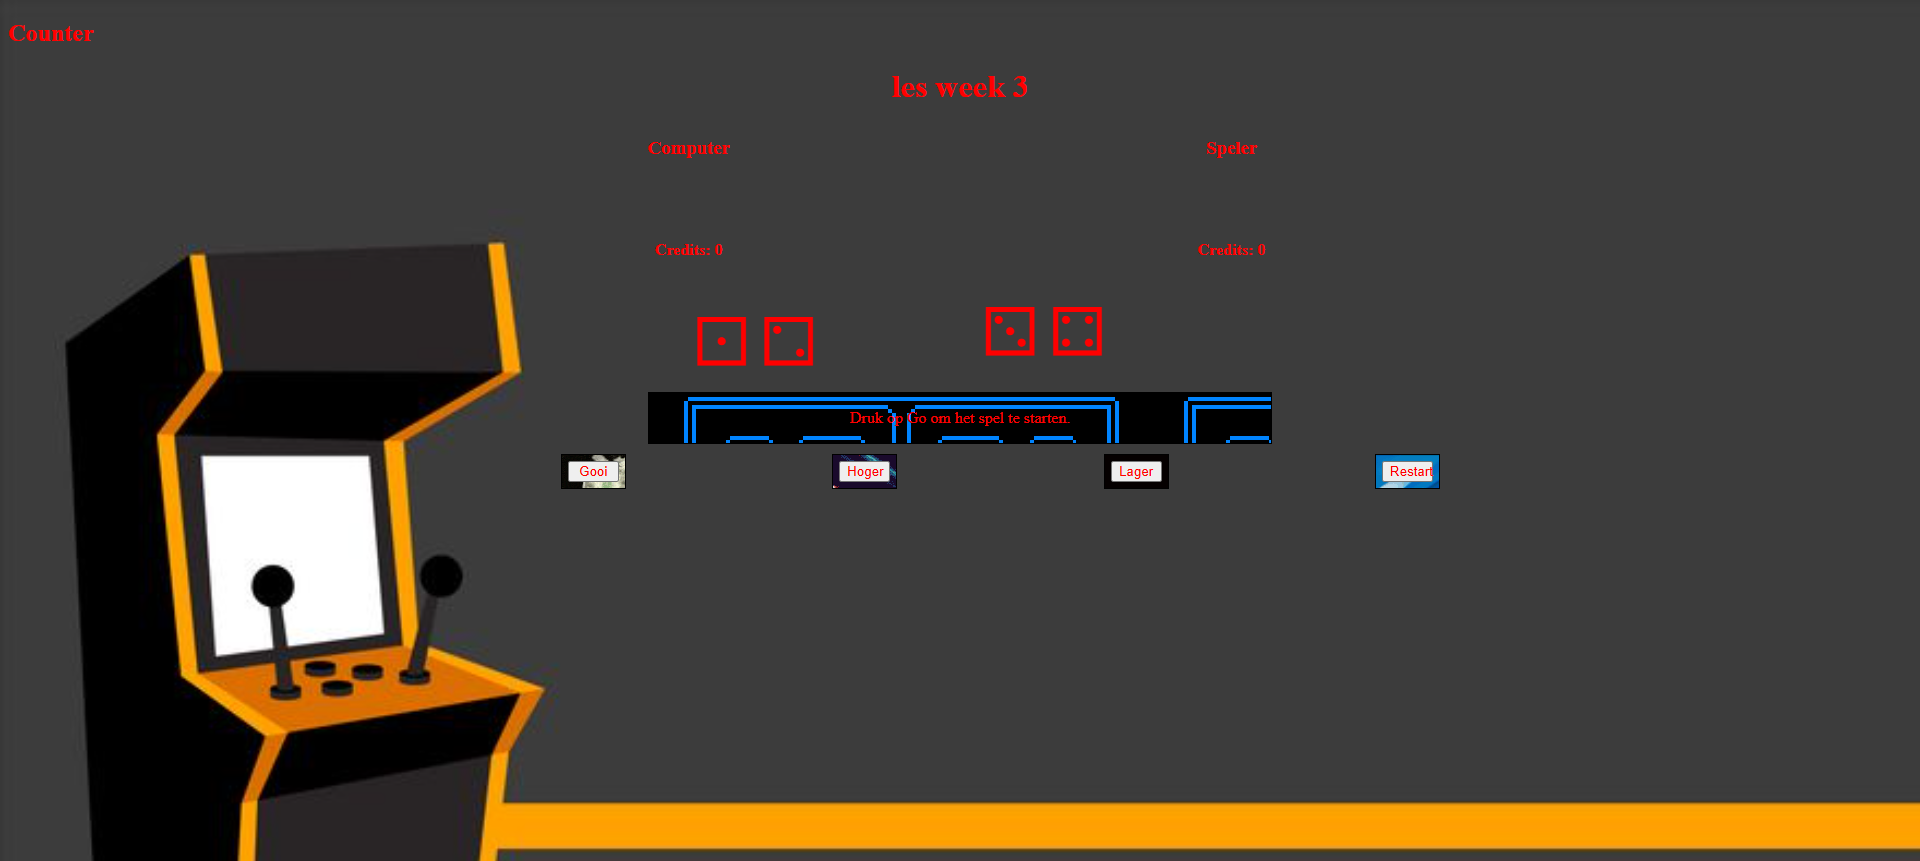 Counter
les week 3
Computer
Speler
Credits: 0
Credits: 0
Druk op Go om het spel te starten.
Gooi
Hoger
Lager
Restart